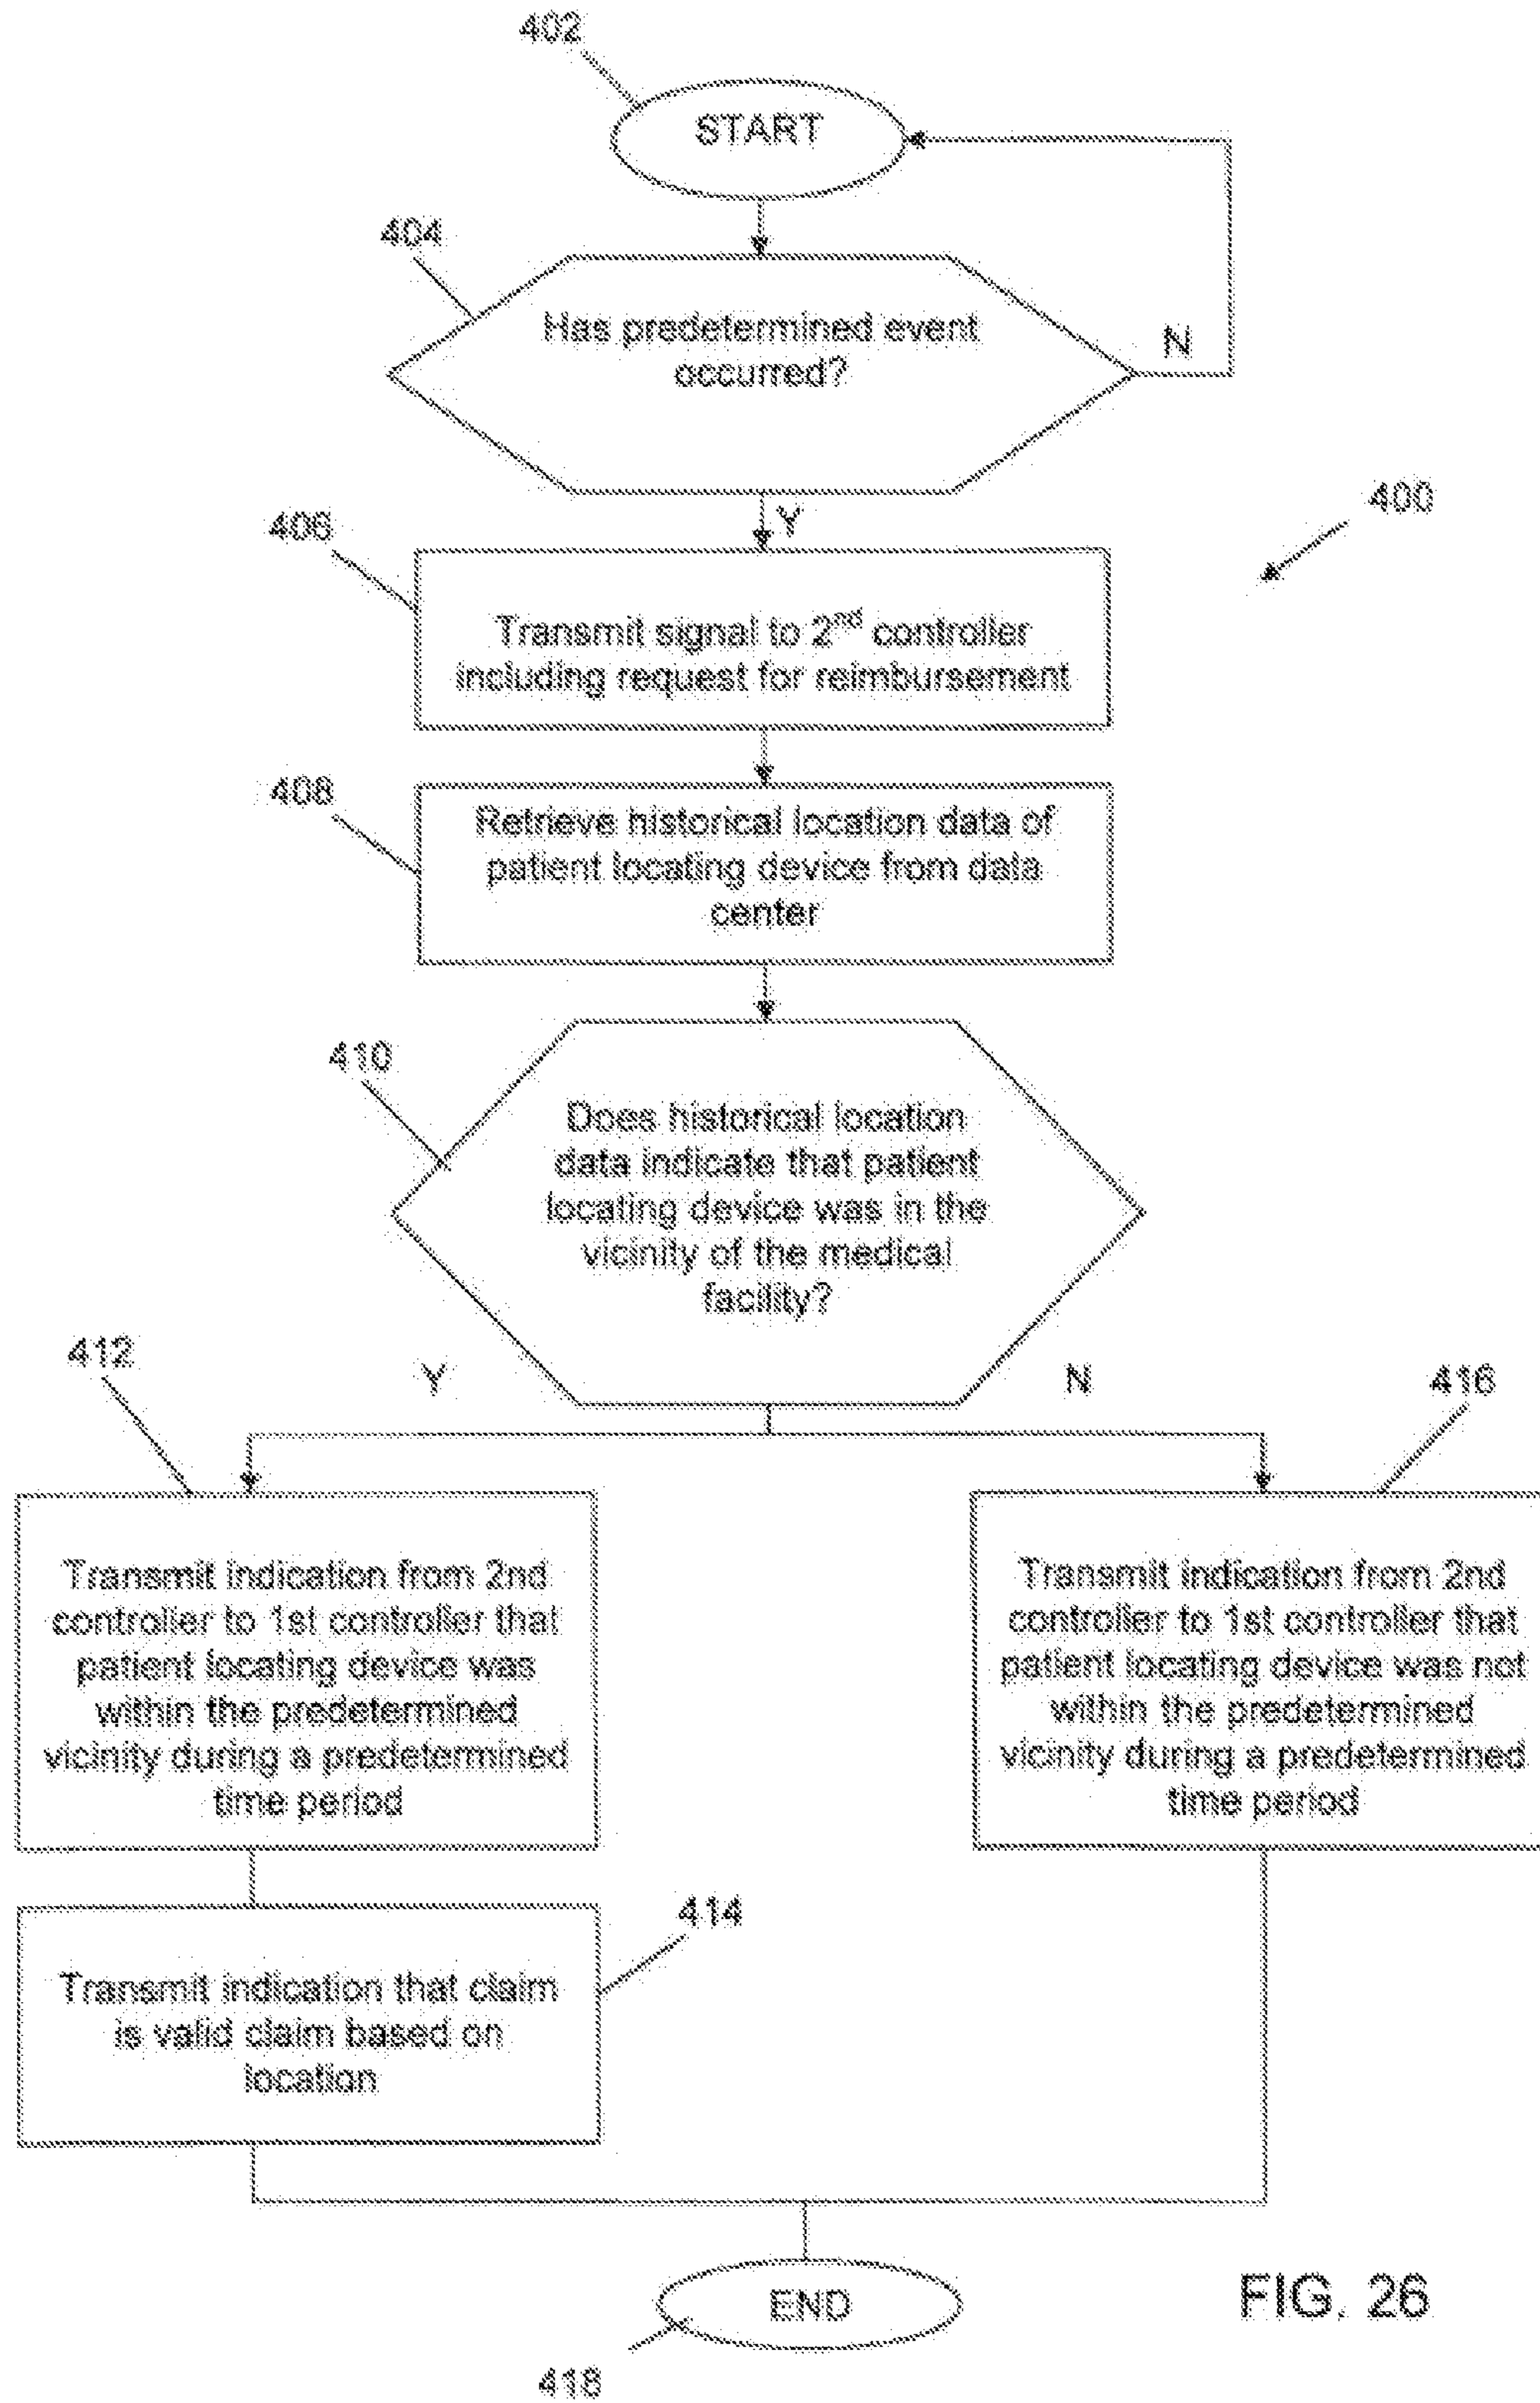 402
START
404
Has predetermined event
occurred?
N
Y
400
406
Transmit signal to 2nd controller
including request for reimbursement
408
Retrieve historical location data of
patient locating device from data
center
410
Does historical location
data indicate that patient
locating device was in the
vicinity of the medical
facility?
412
Y
N
416
Transmit indication from 2nd
controller to 1st controller that
patient locating device was
within the predetermined
vicinity during a predetermined
time period
Transmit indication from 2nd
controller to 1st controller that
patient locating device was not
within the predetermined
vicinity during a predetermined
time period
414
Transmit indication that claim
is valid claim based on
location
END
418
FIG. 26